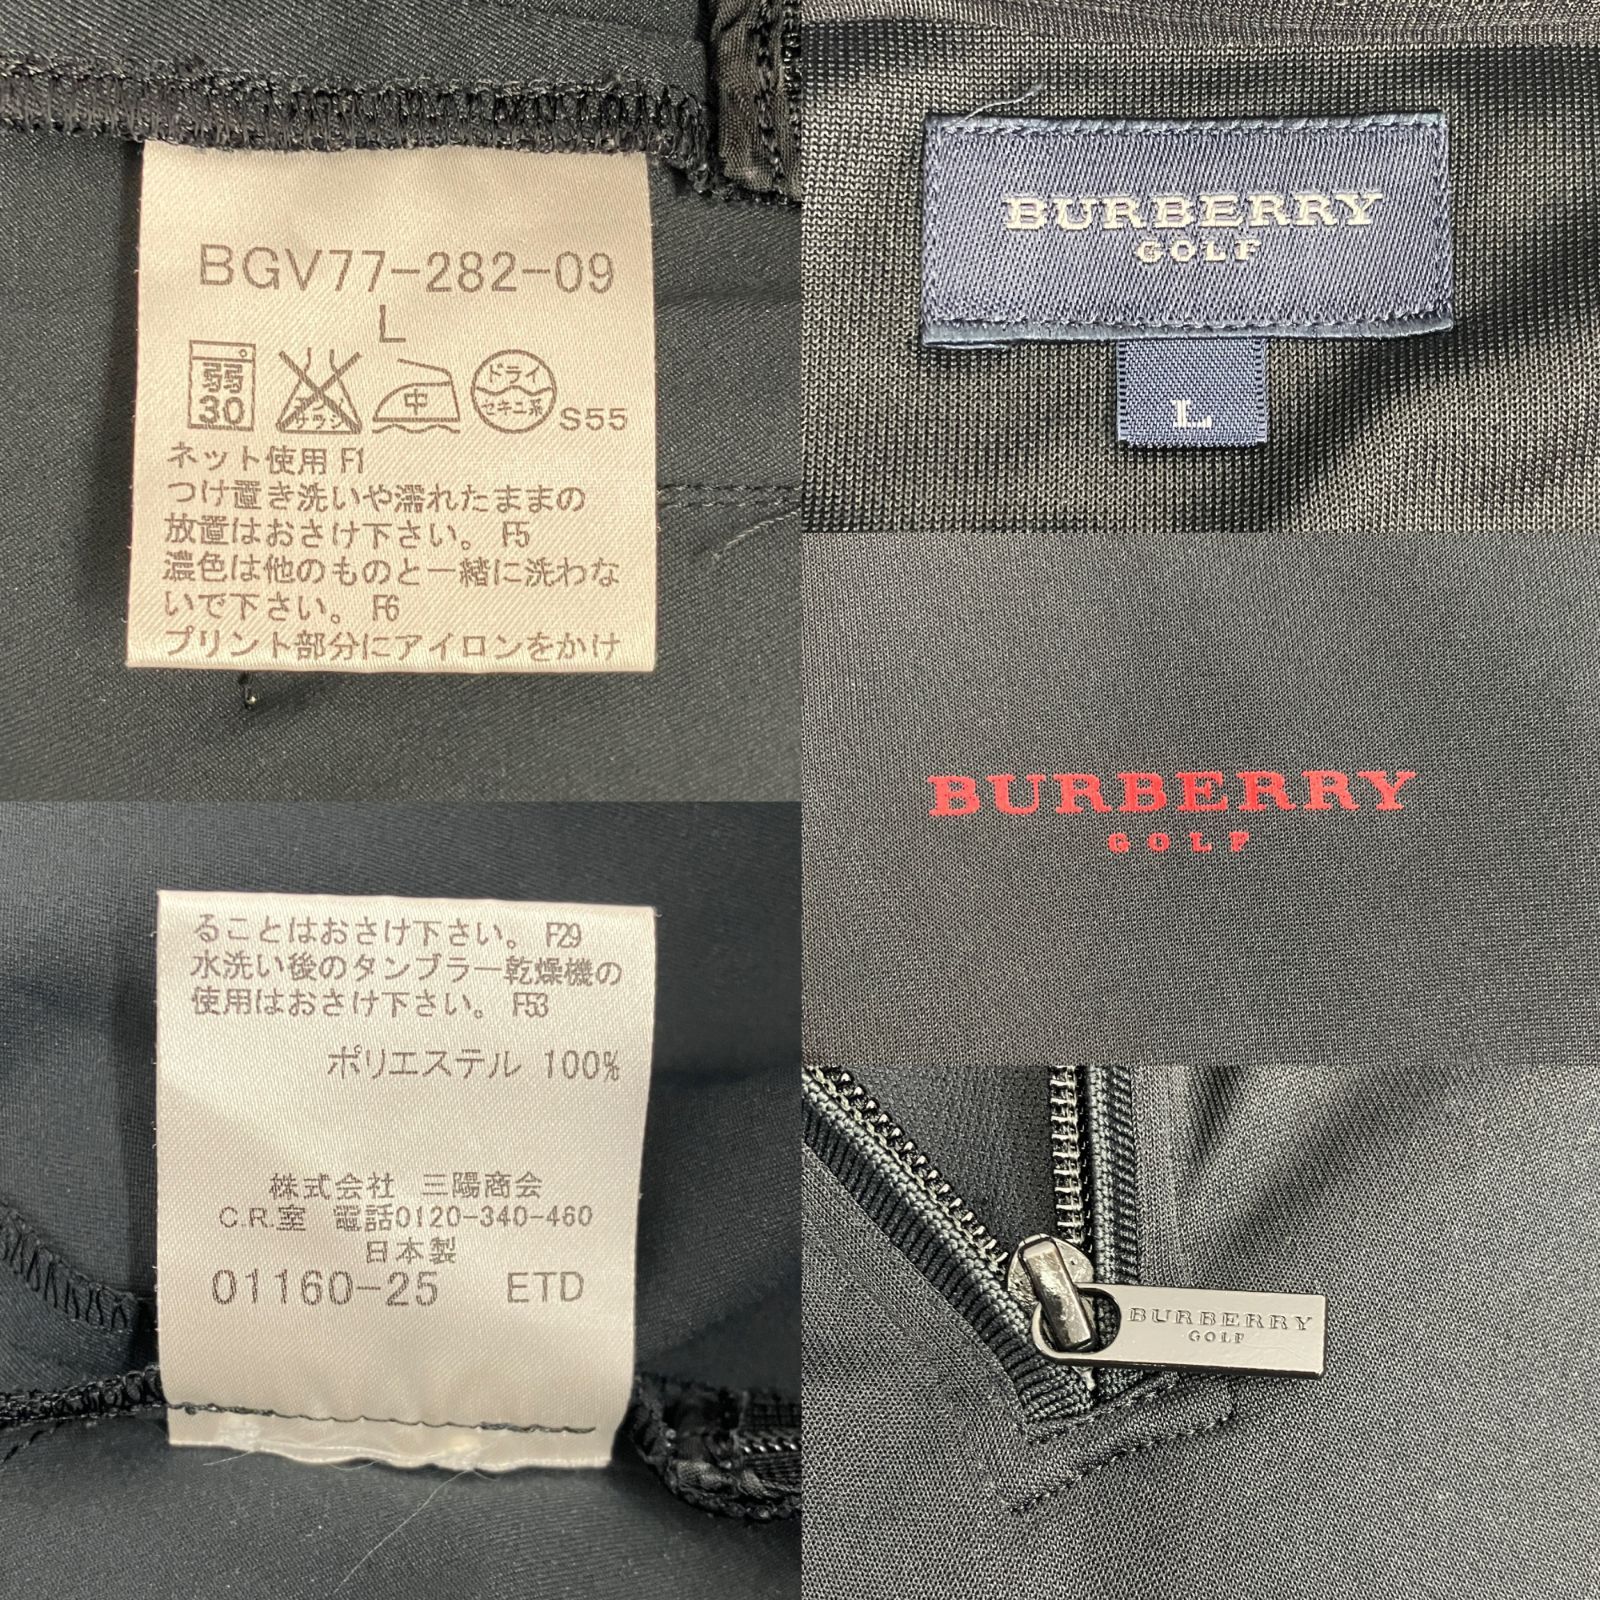 BGV77-282-09
L
弱
30
エンソ
サラシ
中
ドライ
セキユ系
S55
ネット使用 F1
つけ置き洗いや濡れたままの
放置はおさけ下さい。 F5
濃色は他のものと一緒に洗わな
いで下さい。 F6
プリント部分にアイロンをかけ
BURBERRY
GOLF
L
BURBERRY
GOLF
ることはおさけ下さい。 F29
水洗い後のタンブラー乾燥機の
使用はおさけ下さい。 F53
ポリエステル 100%
株式会社 三陽商会
C.R.室 電話0120-340-460
日本製
01160-25 ETD
BURBERRY
GOLF